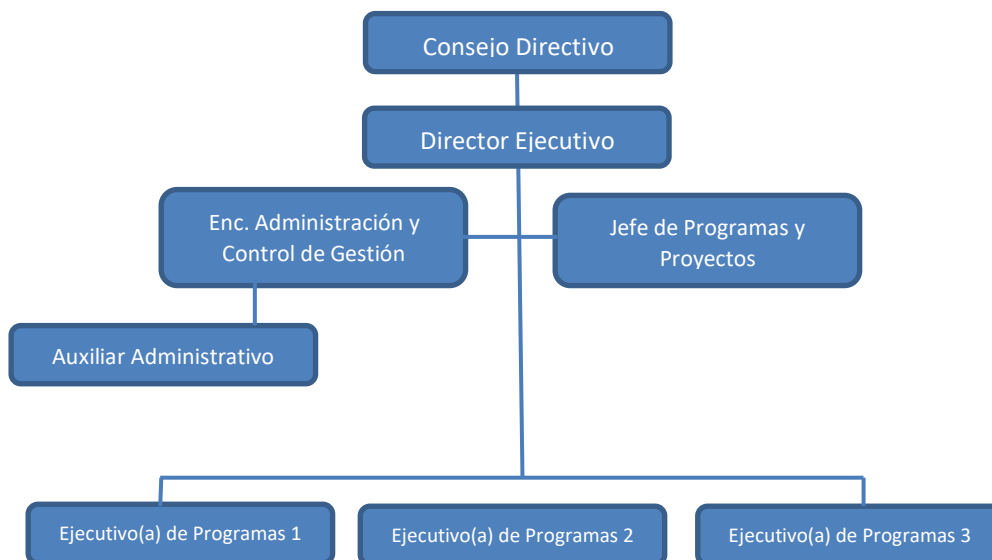 Consejo Directivo
Director Ejecutivo
Enc. Administración y
Control de Gestión
Jefe de Programas y
Proyectos
Auxiliar Administrativo
Ejecutivo(a) de Programas 1
Ejecutivo(a) de Programas 2
Ejecutivo(a) de Programas 3